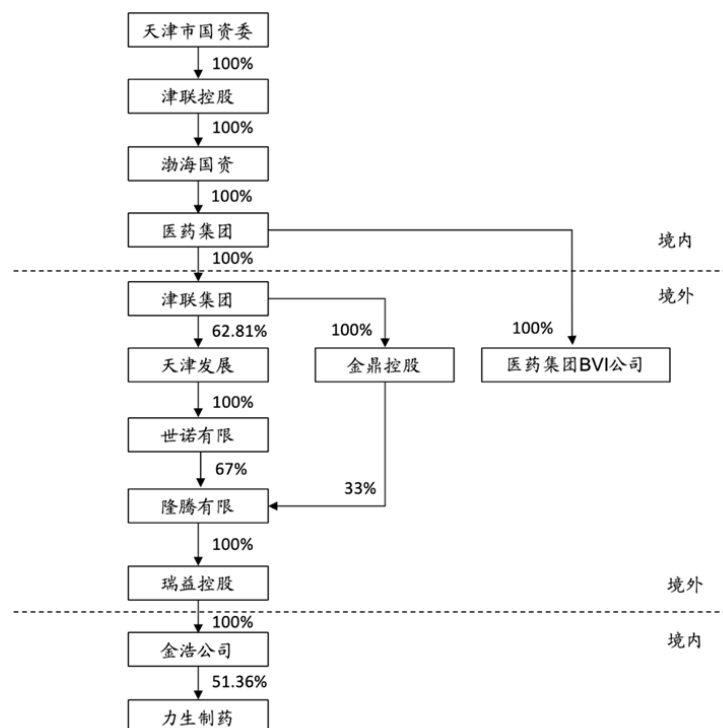 天津市国资委
100%
津联控股
100%
渤海国资
100%
医药集团
境内
100%
境外
津联集团
62.81%
100%
100%
天津发展
金鼎控股
医药集团BVI公司
100%
世诺有限
67%
33%
隆腾有限
100%
瑞益控股
境外
100%
境内
金浩公司
51.36%
力生制药